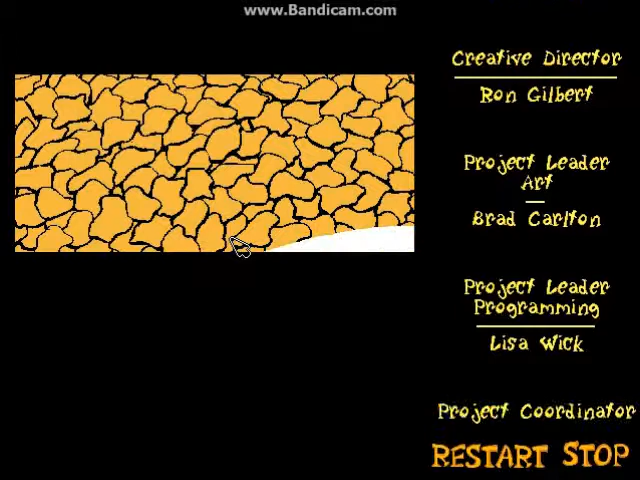 www.Bandicam.com
Creative Director
Ron Gilbert
Project Leader
Art
Brad Carlton
Project Leader
Programming
Lisa Wick
Project Coordinator
RESTART STOP